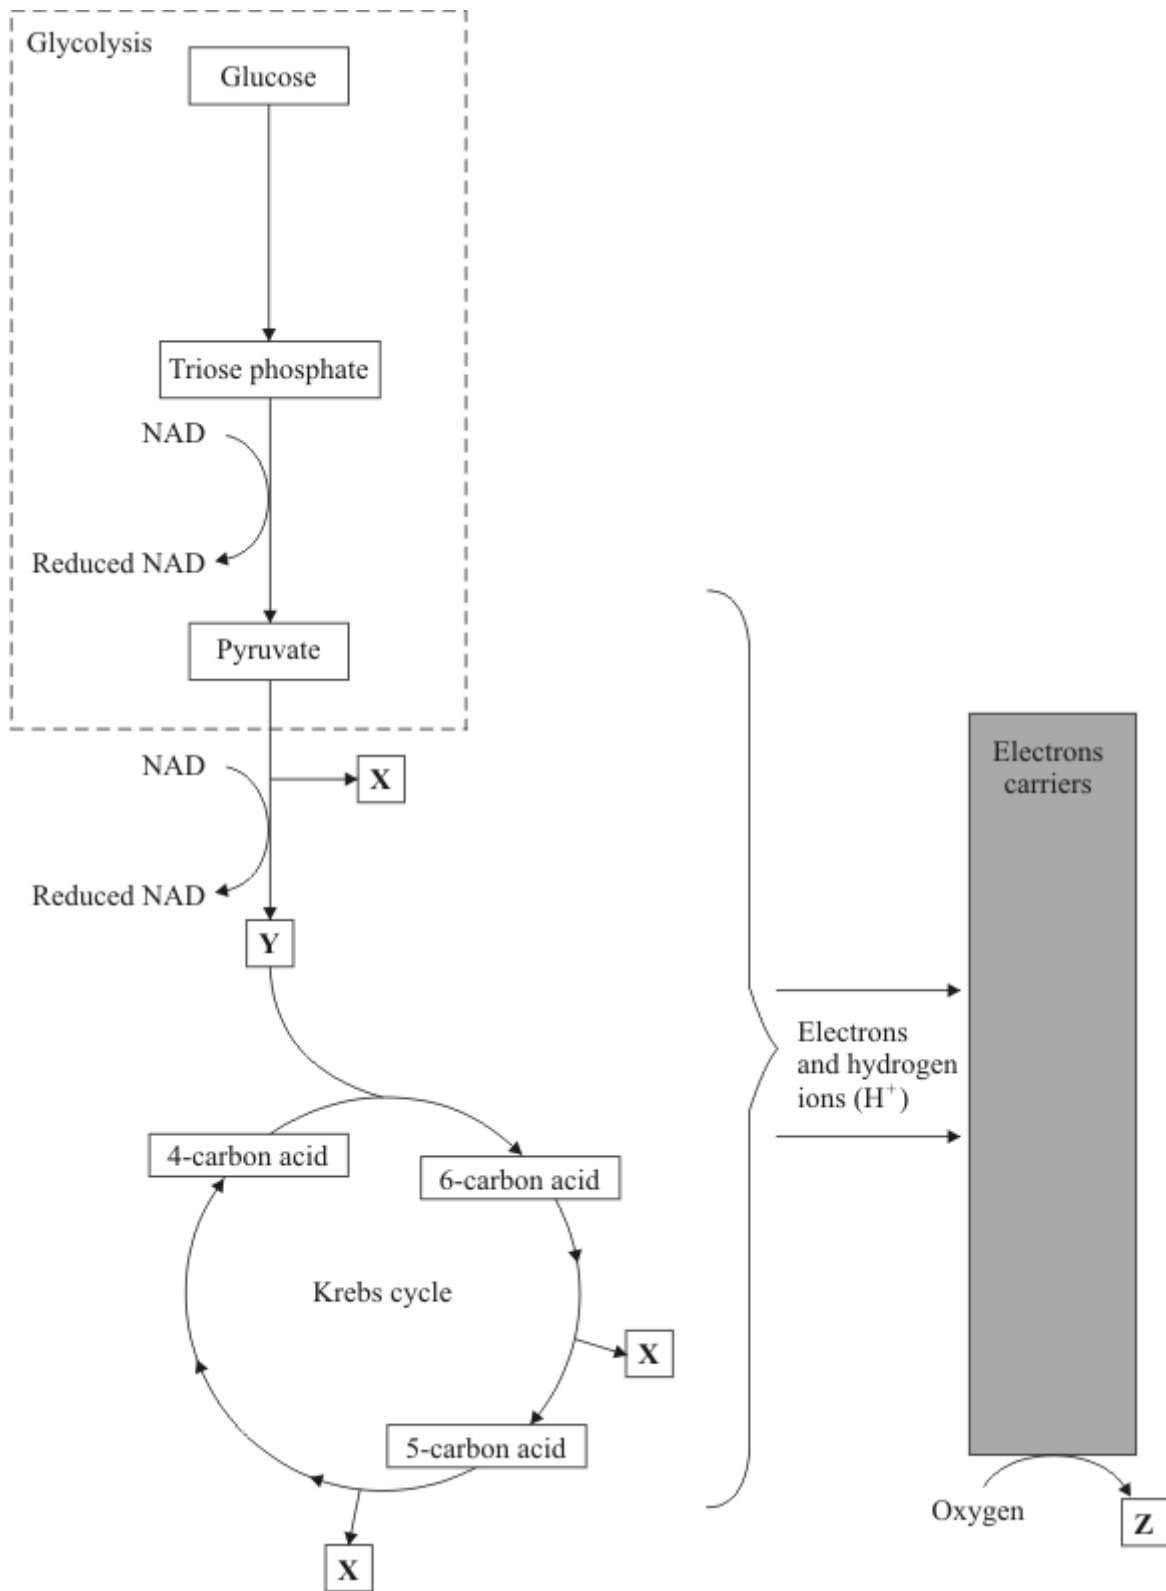 Glycolysis
Glucose
Triose phosphate
NAD
Reduced NAD
Pyruvate
NAD
X
Reduced NAD
Y
4-carbon acid
6-carbon acid
Krebs cycle
X
5-carbon acid
X
Electrons
and hydrogen
ions (H⁺)
Electrons
carriers
Oxygen
Z